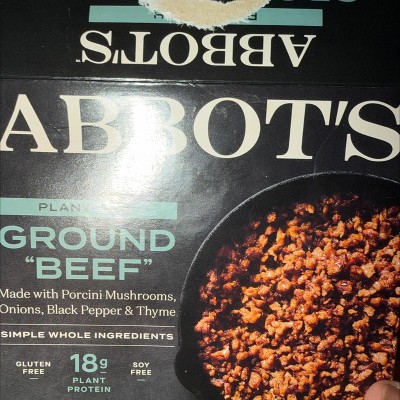 ABBOT'S
ABBOT'S
PLAN
GROUND
"BEEF"
Made with Porcini Mushrooms,
Onions, Black Pepper & Thyme
SIMPLE WHOLE INGREDIENTS
GLUTEN
FREE
18g
PLANT
PROTEIN
SOY
FREE